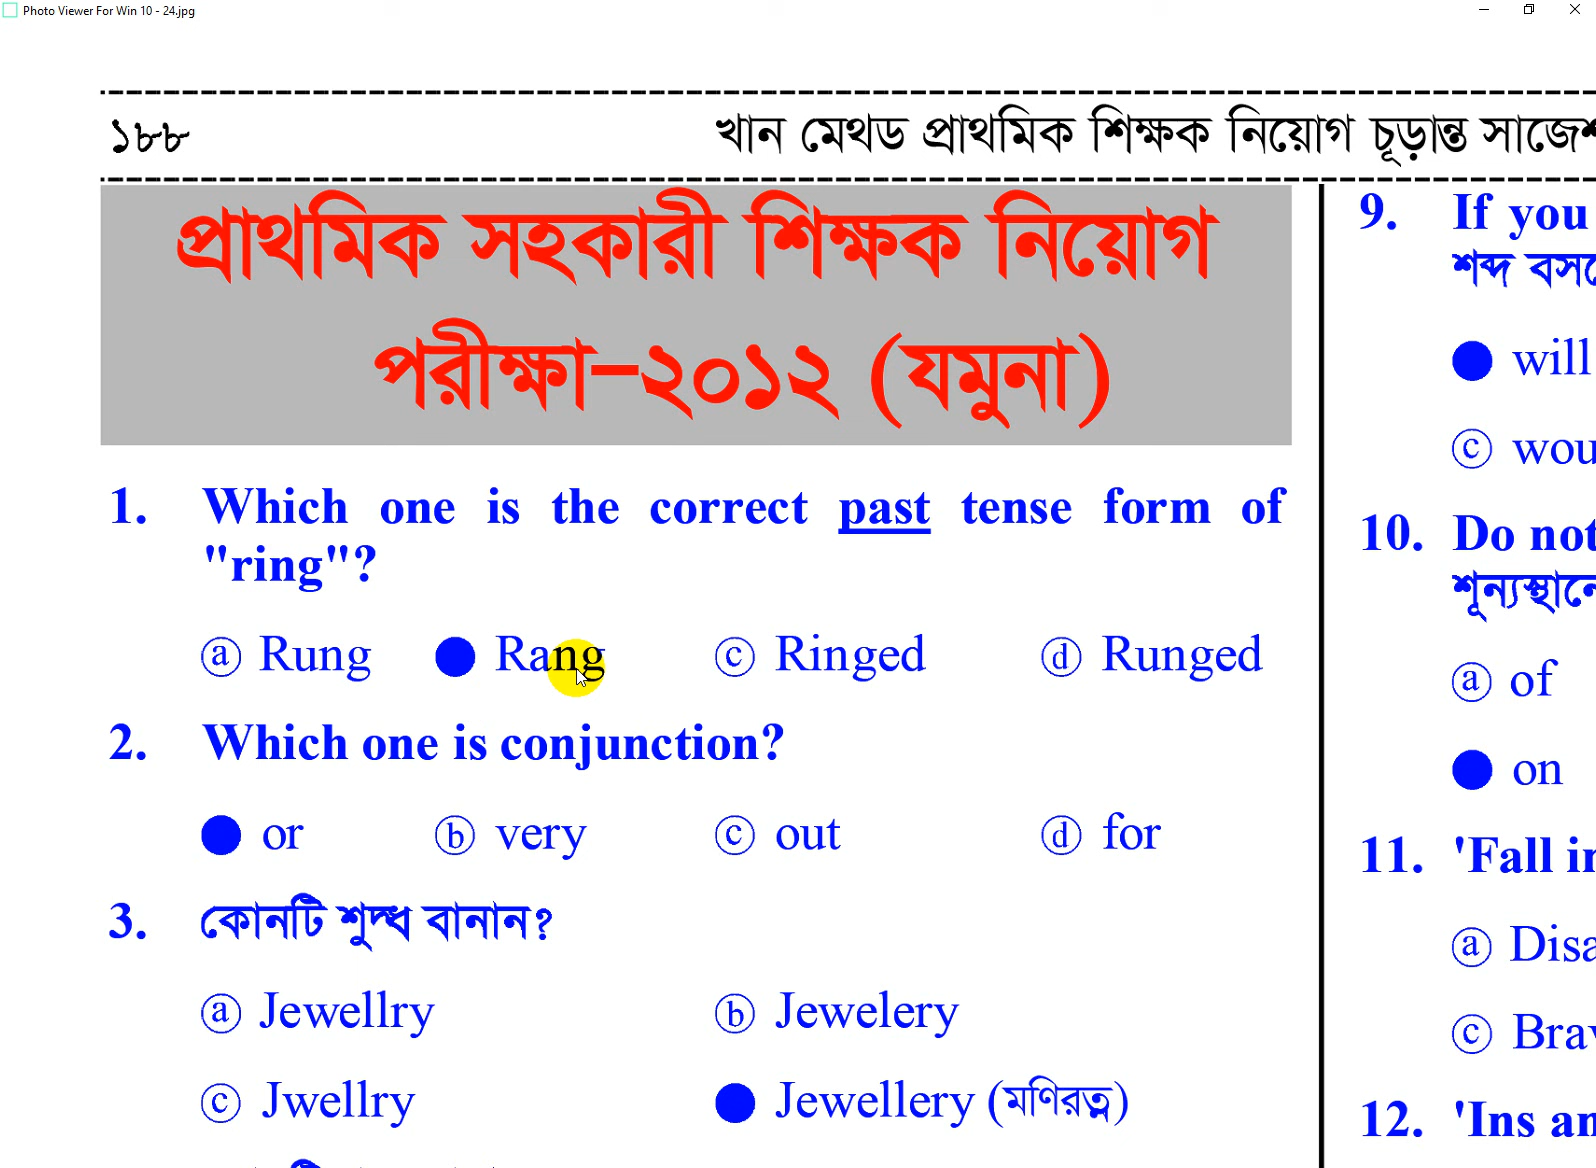 Photo Viewer For Win 10 - 24.jpg
১৮৮
খান মেথড প্রাথমিক শিক্ষক নিয়োগ চূড়ান্ত
প্রাথমিক সহকারী শিক্ষক নিয়োগ
পরীক্ষা–২০১২ (যমুনা)
1. Which one is the correct past tense form of
"ring"?
ⓐ Rung ● Rang ⓒ Ringed ⓓ Runged
2. Which one is conjunction?
● or ⓑ very ⓒ out ⓓ for
3. কোনটি শুদ্ধ বানান?
ⓐ Jewellry ⓑ Jewelery
ⓒ Jwellry ● Jewellery (মণিরত্ন)
9. If you
শব্দ
● will
ⓒ
10. Do not
ⓐ of
● on
11. 'Fall
ⓐ
ⓒ
12. 'Ins